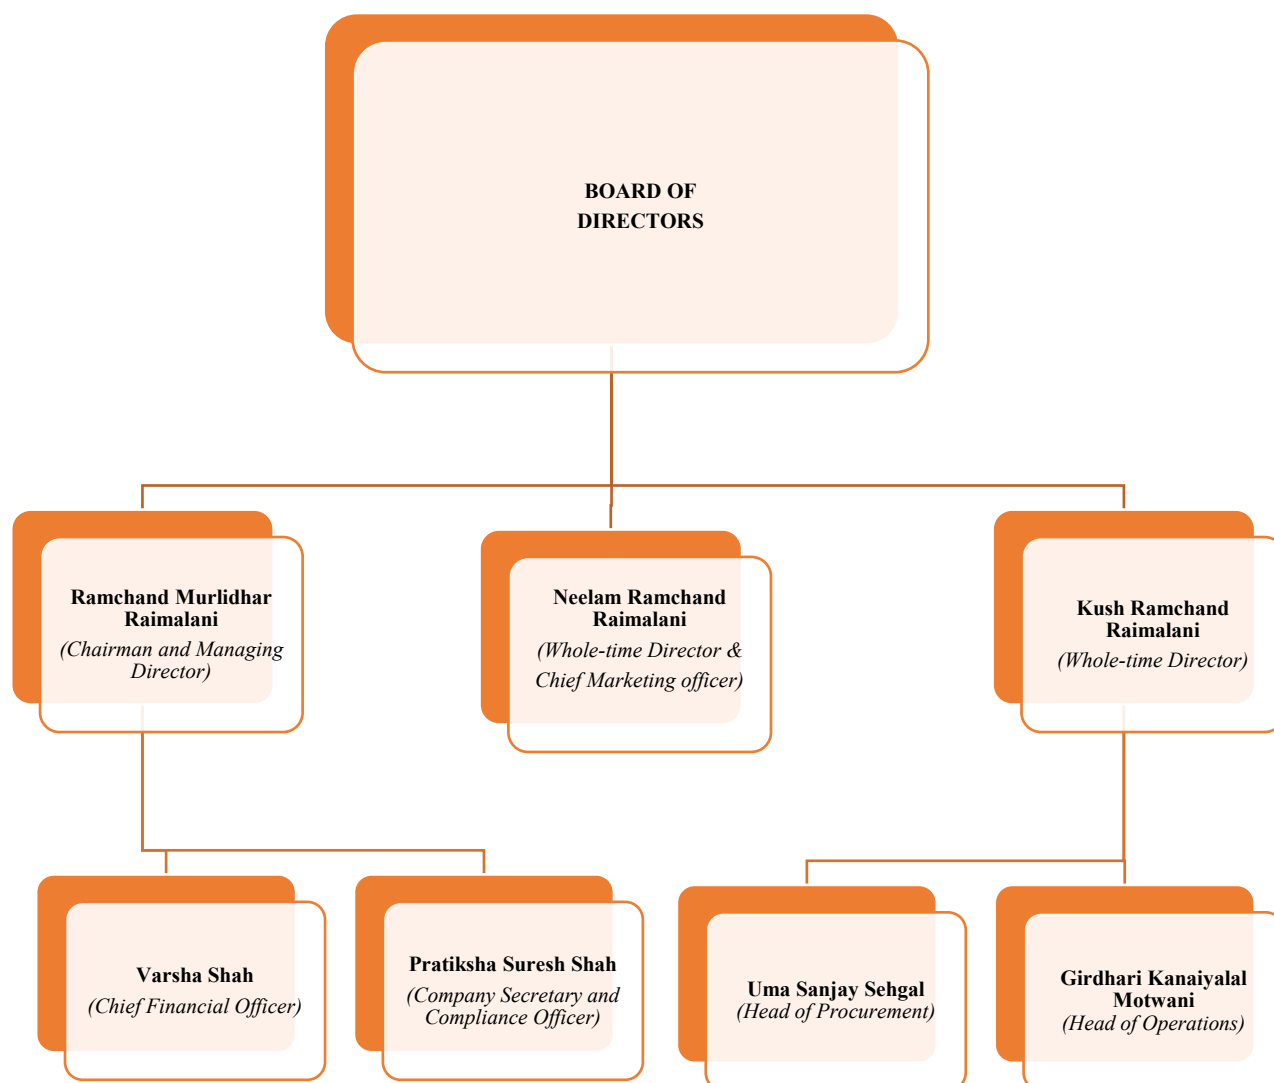 BOARD OF
DIRECTORS
Ramchand Murlidhar
Raimalani
(Chairman and Managing
Director)
Neelam Ramchand
Raimalani
(Whole-time Director &
Chief Marketing officer)
Kush Ramchand
Raimalani
(Whole-time Director)
Varsha Shah
(Chief Financial Officer)
Pratiksha Suresh Shah
(Company Secretary and
Compliance Officer)
Uma Sanjay Sehgal
(Head of Procurement)
Girdhari Kanaiyalal
Motwani
(Head of Operations)